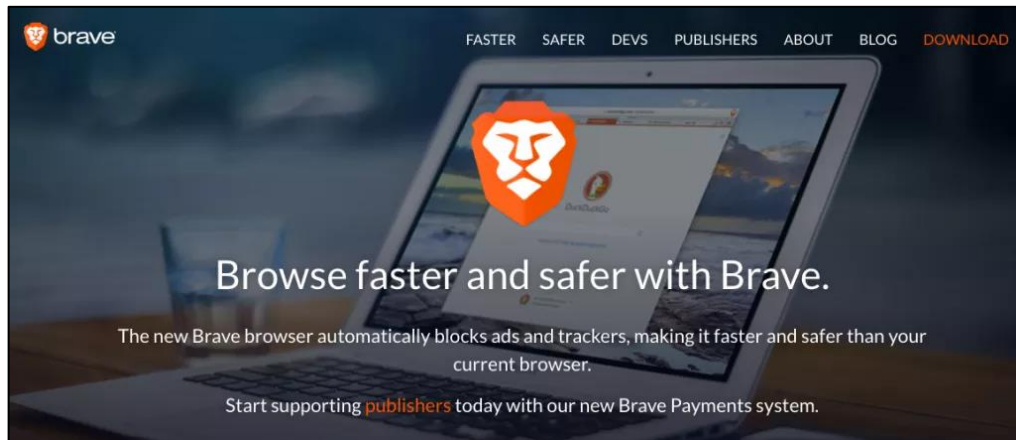 brave
FASTER SAFER DEVS PUBLISHERS ABOUT BLOG DOWNLOAD
DuckDuckGo
Browse faster and safer with Brave.
The new Brave browser automatically blocks ads and trackers, making it faster and safer than your
current browser.
Start supporting publishers today with our new Brave Payments system.